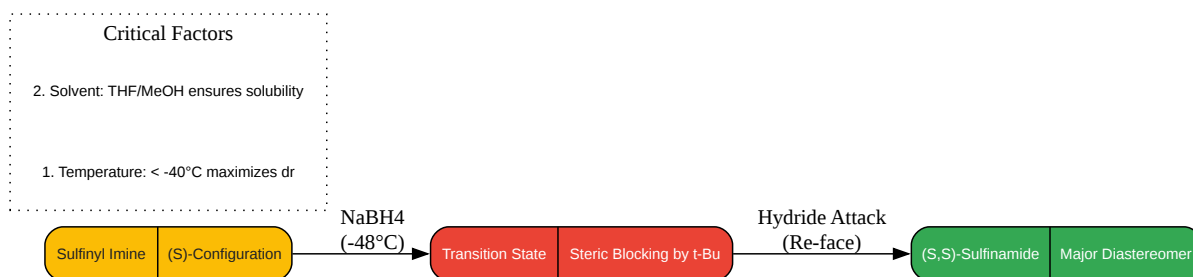 Critical Factors
2. Solvent: THF/MeOH ensures solubility
1. Temperature: < -40°C maximizes dr
Sulfinyl Imine
(S)-Configuration
NaBH4
(-48°C)
Transition State
Steric Blocking by t-Bu
Hydride Attack
(Re-face)
(S,S)-Sulfinamide
Major Diastereomer